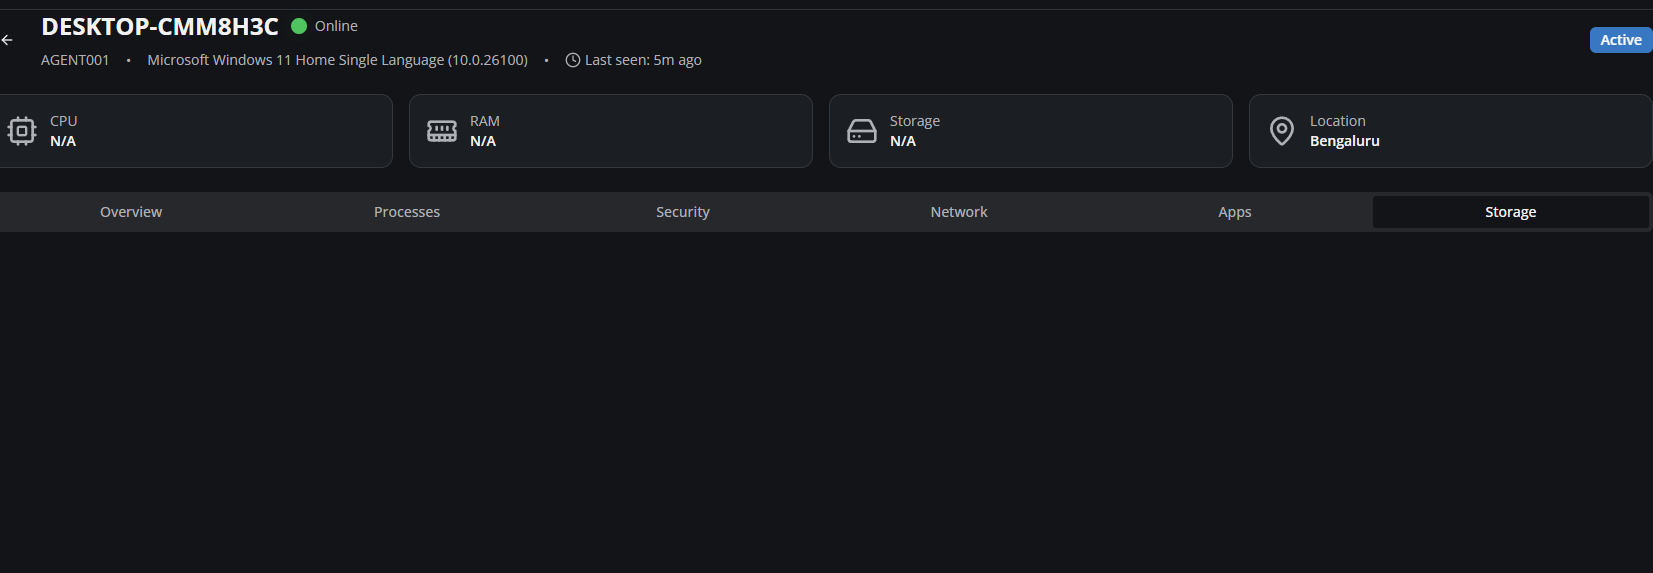 DESKTOP-CMM8H3C Online
AGENT001 • Microsoft Windows 11 Home Single Language (10.0.26100) • Last seen: 5m ago
Active
CPU
N/A
RAM
N/A
Storage
N/A
Location
Bengaluru
Overview Processes Security Network Apps Storage